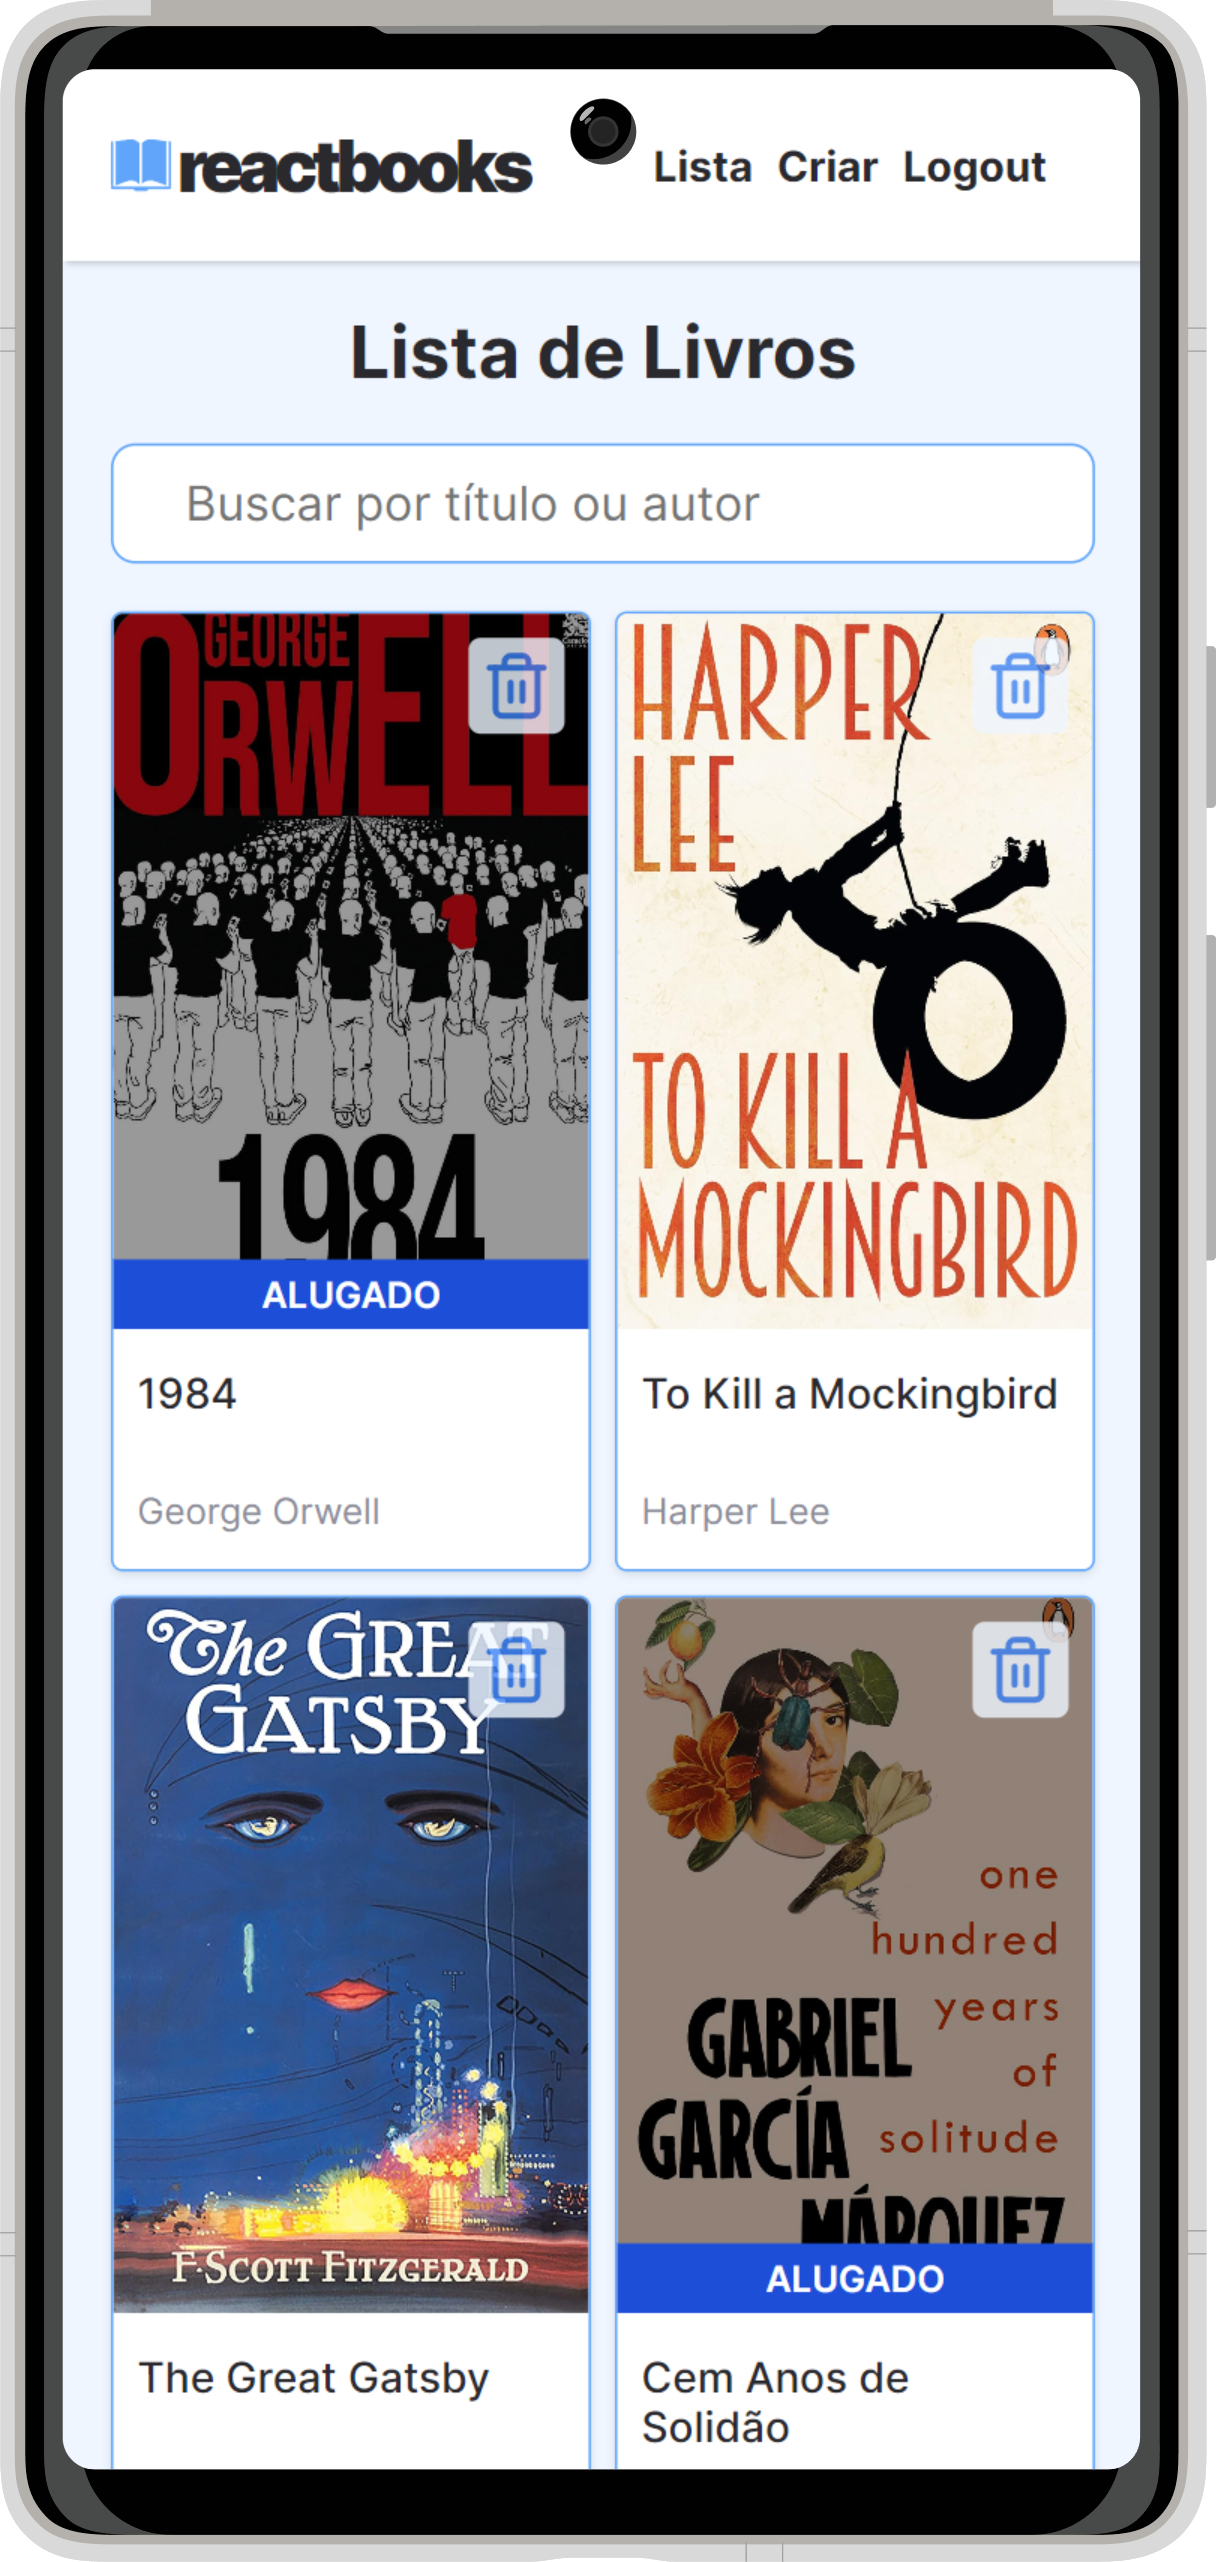 reactbooks
Lista Criar Logout
Lista de Livros
Buscar por título ou autor
GEORGE
ORWELL
1984
ALUGADO
1984
George Orwell
HARPER
LEE
TO KILL A
MOCKINGBIRD
To Kill a Mockingbird
Harper Lee
The GREAT
GATSBY
F·SCOTT FITZGERALD
The Great Gatsby
one
hundred
years
of
solitude
GABRIEL
GARCÍA
MÁRQUEZ
ALUGADO
Cem Anos de
Solidão